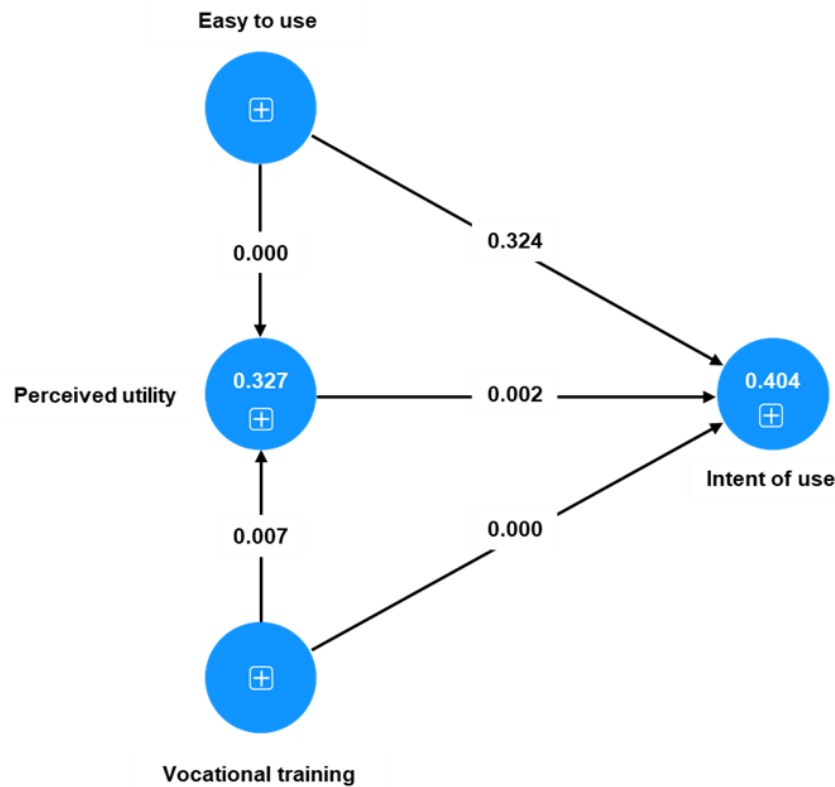 Easy to use
0.000
0.324
Perceived utility
0.327
0.002
0.404
Intent of use
0.007
0.000
Vocational training